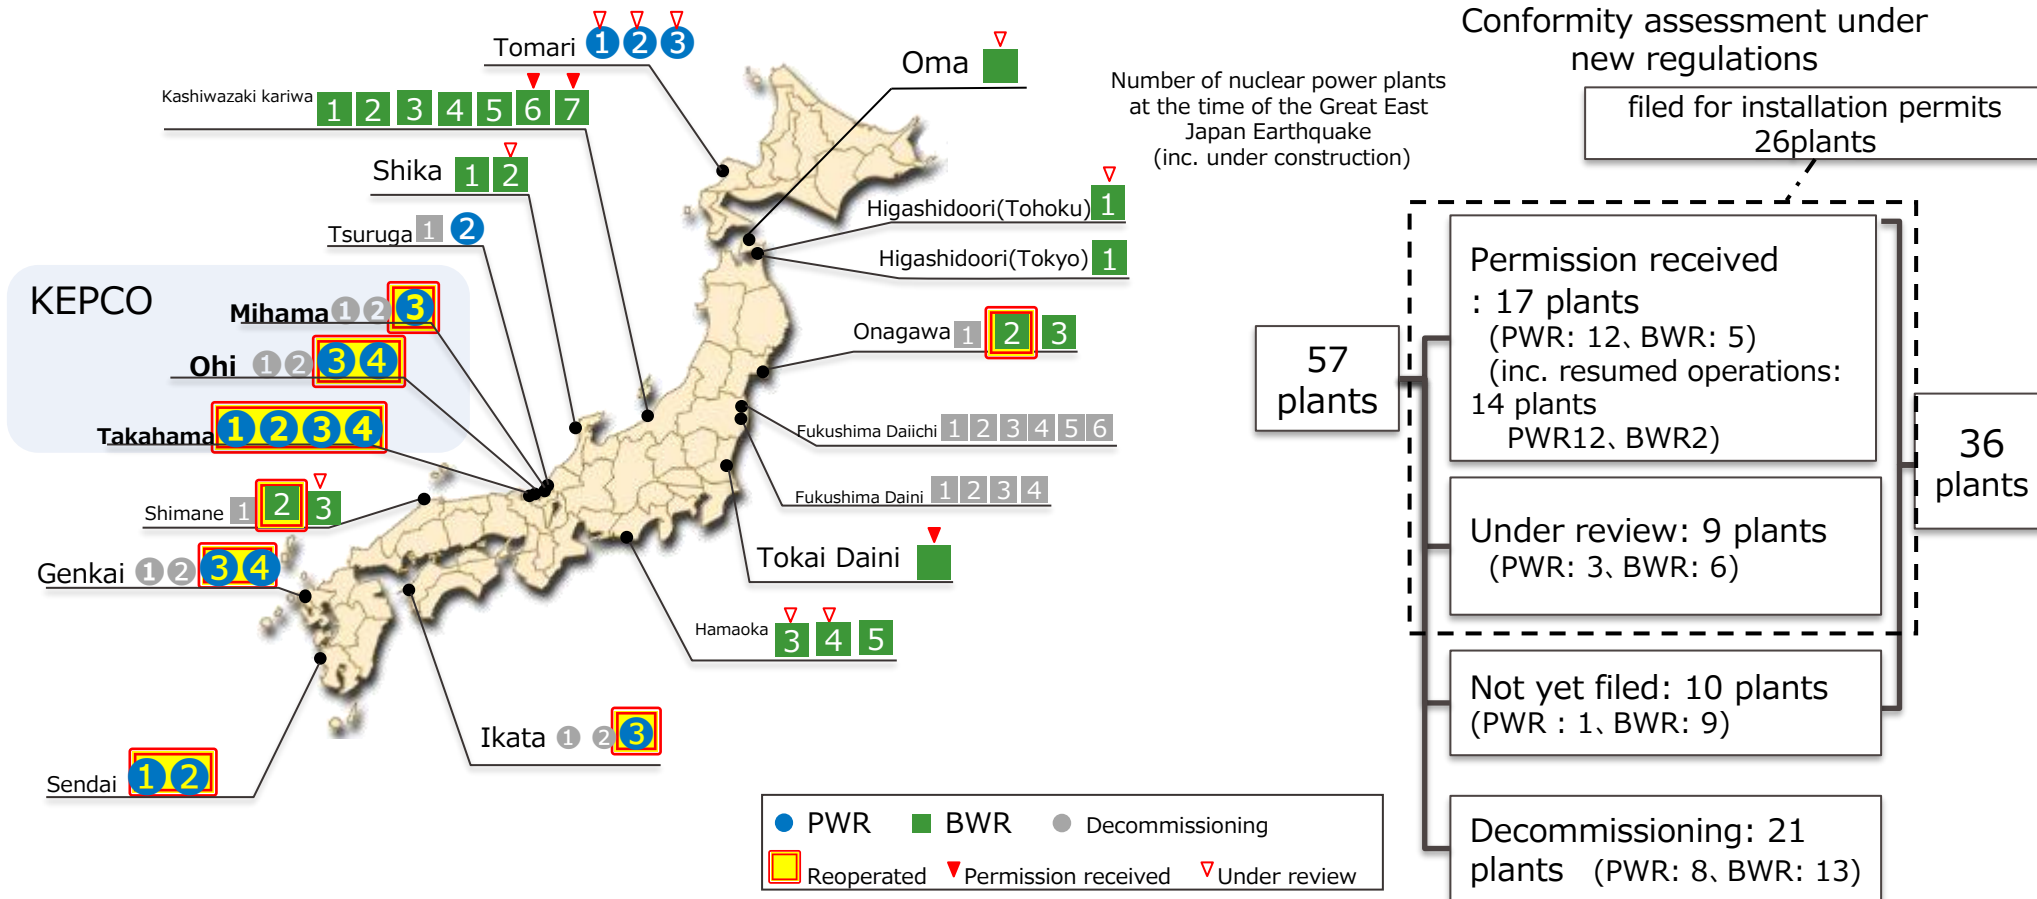 Tomari 1 2 3
Oma
Kashiwazaki kariwa 1 2 3 4 5 6 7
Shika 1 2
Tsuruga 1 2
KEPCO
Mihama 1 2 3
Ohi 1 2 3 4
Takahama 1 2 3 4
Shimane 1 2 3
Genkai 1 2 3 4
Sendai 1 2
Ikata 1 2 3
Higashidoori(Tohoku) 1
Higashidoori(Tokyo) 1
Onagawa 1 2 3
Fukushima Daiichi 1 2 3 4 5 6
Fukushima Daini 1 2 3 4
Tokai Daini
Hamaoka 3 4 5
PWR BWR Decommissioning
Reoperated Permission received Under review
Number of nuclear power plants
at the time of the Great East
Japan Earthquake
(inc. under construction)
57
plants
Conformity assessment under
new regulations
filed for installation permits
26plants
Permission received
: 17 plants
(PWR: 12、BWR: 5)
(inc. resumed operations:
14 plants
PWR12、BWR2)
Under review: 9 plants
(PWR: 3、BWR: 6)
Not yet filed: 10 plants
(PWR : 1、BWR: 9)
Decommissioning: 21
plants (PWR: 8、BWR: 13)
36
plants